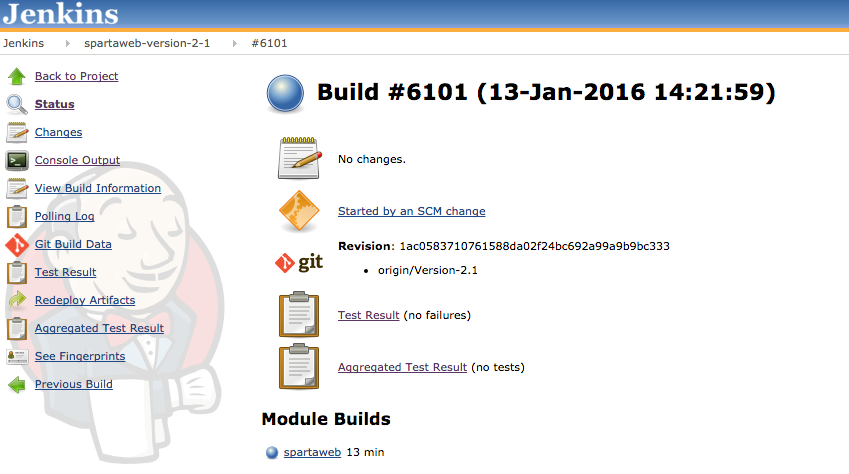 Jenkins
Jenkins spartaweb-version-2-1 #6101
Back to Project
Status
Changes
Console Output
View Build Information
Polling Log
Git Build Data
Test Result
Redeploy Artifacts
Aggregated Test Result
See Fingerprints
Previous Build
Build #6101 (13-Jan-2016 14:21:59)
No changes.
Started by an SCM change
Revision: 1ac0583710761588da02f24bc692a99a9b9bc333
git
origin/Version-2.1
Test Result (no failures)
Aggregated Test Result (no tests)
Module Builds
spartaweb 13 min